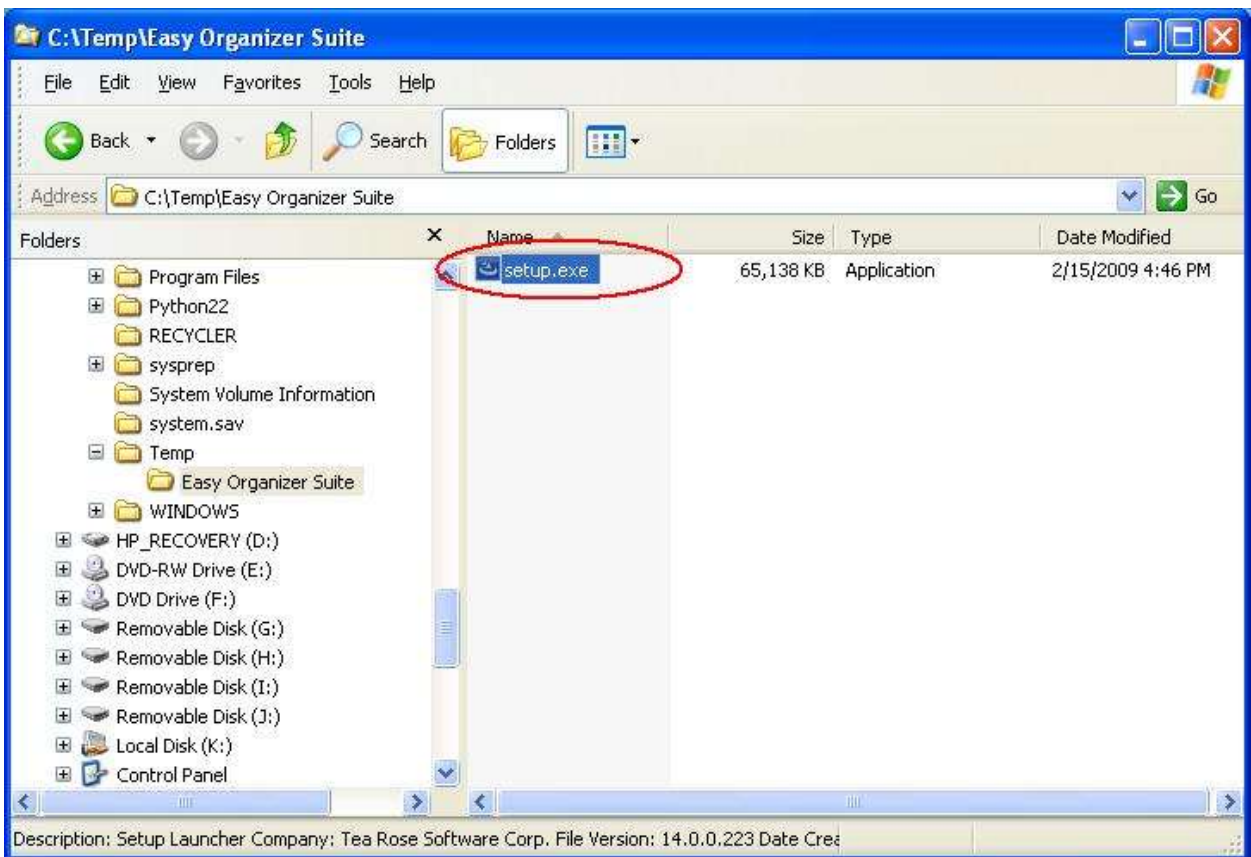 C:\Temp\Easy Organizer Suite
File Edit View Favorites Tools Help
Back Search Folders
Address C:\Temp\Easy Organizer Suite Go
Folders Name Size Type Date Modified
setup.exe 65,138 KB Application 2/15/2009 4:46 PM
Program Files
Python22
RECYCLER
sysprep
System Volume Information
system.sav
Temp
Easy Organizer Suite
WINDOWS
HP_RECOVERY (D:)
DVD-RW Drive (E:)
DVD Drive (F:)
Removable Disk (G:)
Removable Disk (H:)
Removable Disk (I:)
Removable Disk (J:)
Local Disk (K:)
Control Panel
Description: Setup Launcher Company: Tea Rose Software Corp. File Version: 14.0.0.223 Date Crea